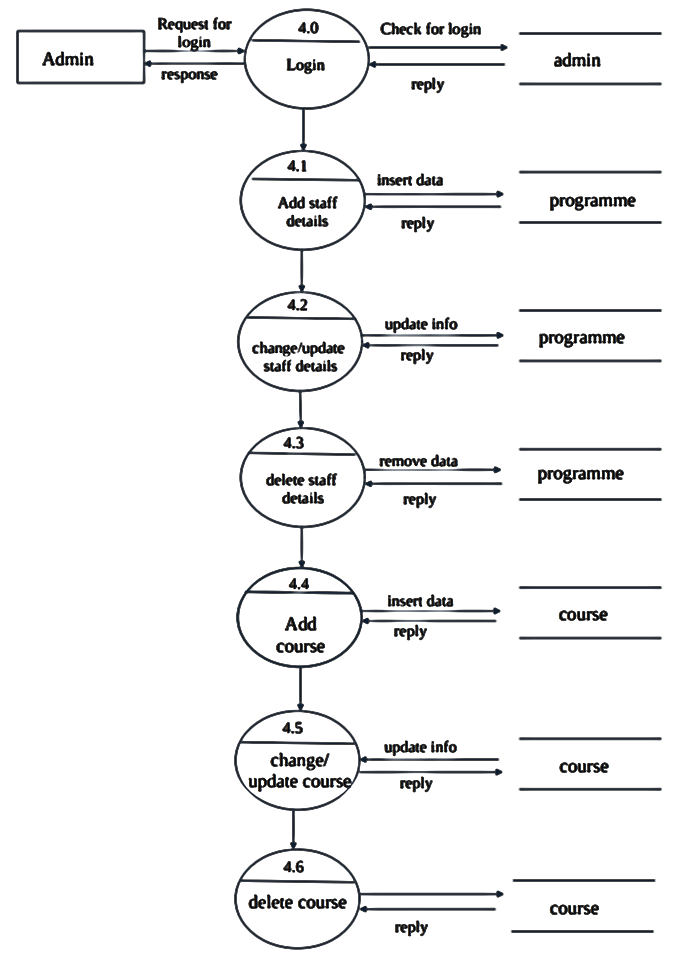 Request for
login
response
Admin
4.0
Login
Check for login
reply
admin
4.1
Add staff
details
insert data
reply
programme
4.2
change/update
staff details
update info
reply
programme
4.3
delete staff
details
remove data
reply
programme
4.4
Add
course
insert data
reply
course
4.5
change/
update course
update info
reply
course
4.6
delete course
reply
course